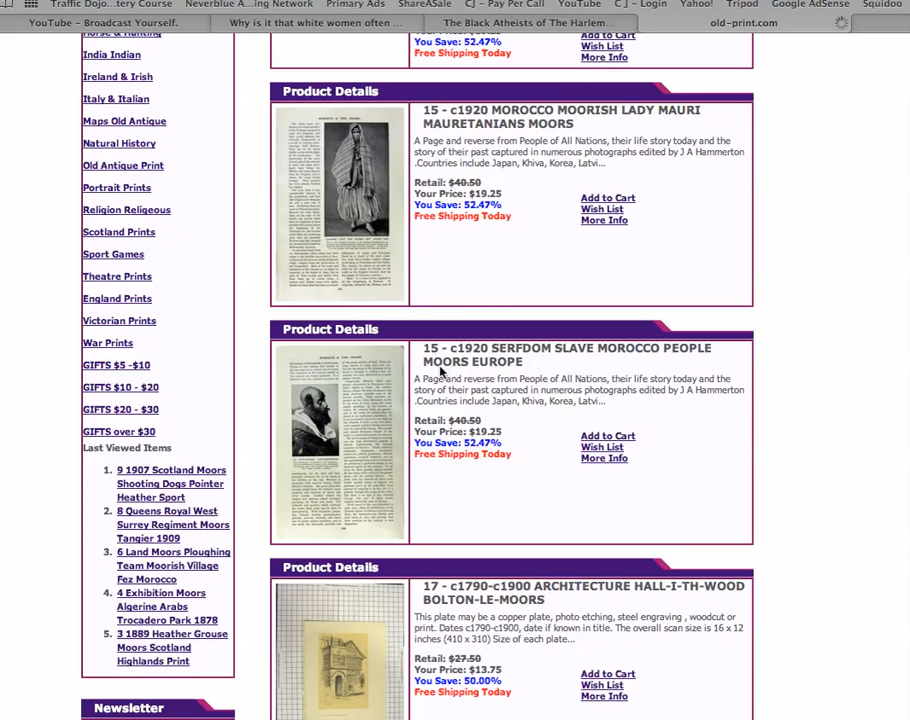 Traffic Dojo...tery Course Neverblue A...ing Network Primary Ads ShareASale CJ - Pay Per Call YouTube C J - Login Yahoo! Tripod Google AdSense Squidoo
YouTube - Broadcast Yourself. Why is it that white women often ... The Black Atheists of The Harlem... old-print.com
Horse & Hunting
India Indian
Ireland & Irish
Italy & Italian
Maps Old Antique
Natural History
Old Antique Print
Portrait Prints
Religion Religeous
Scotland Prints
Sport Games
Theatre Prints
England Prints
Victorian Prints
War Prints
GIFTS $5 -$10
GIFTS $10 - $20
GIFTS $20 - $30
GIFTS over $30
Last Viewed Items
1. 9 1907 Scotland Moors
Shooting Dogs Pointer
Heather Sport
2. 8 Queens Royal West
Surrey Regiment Moors
Tangier 1909
3. 6 Land Moors Ploughing
Team Moorish Village
Fez Morocco
4. 4 Exhibition Moors
Algerine Arabs
Trocadero Park 1878
5. 3 1889 Heather Grouse
Moors Scotland
Highlands Print
Newsletter
You Save: 52.47%
Free Shipping Today
Add to Cart
Wish List
More Info
Product Details
15 - c1920 MOROCCO MOORISH LADY MAURI
MAURETANIANS MOORS
A Page and reverse from People of All Nations, their life story today and the
story of their past captured in numerous photographs edited by J A Hammerton
.Countries include Japan, Khiva, Korea, Latvi...
Retail: $40.50
Your Price: $19.25
You Save: 52.47%
Free Shipping Today
Add to Cart
Wish List
More Info
Product Details
15 - c1920 SERFDOM SLAVE MOROCCO PEOPLE
MOORS EUROPE
A Page and reverse from People of All Nations, their life story today and the
story of their past captured in numerous photographs edited by J A Hammerton
.Countries include Japan, Khiva, Korea, Latvi...
Retail: $40.50
Your Price: $19.25
You Save: 52.47%
Free Shipping Today
Add to Cart
Wish List
More Info
Product Details
17 - c1790-c1900 ARCHITECTURE HALL-I-TH-WOOD
BOLTON-LE-MOORS
This plate may be a copper plate, photo etching, steel engraving , woodcut or
print. Dates c1790-c1900, date if known in title. The overall scan size is 16 x 12
inches (410 x 310) Size of each plate...
Retail: $27.50
Your Price: $13.75
You Save: 50.00%
Free Shipping Today
Add to Cart
Wish List
More Info